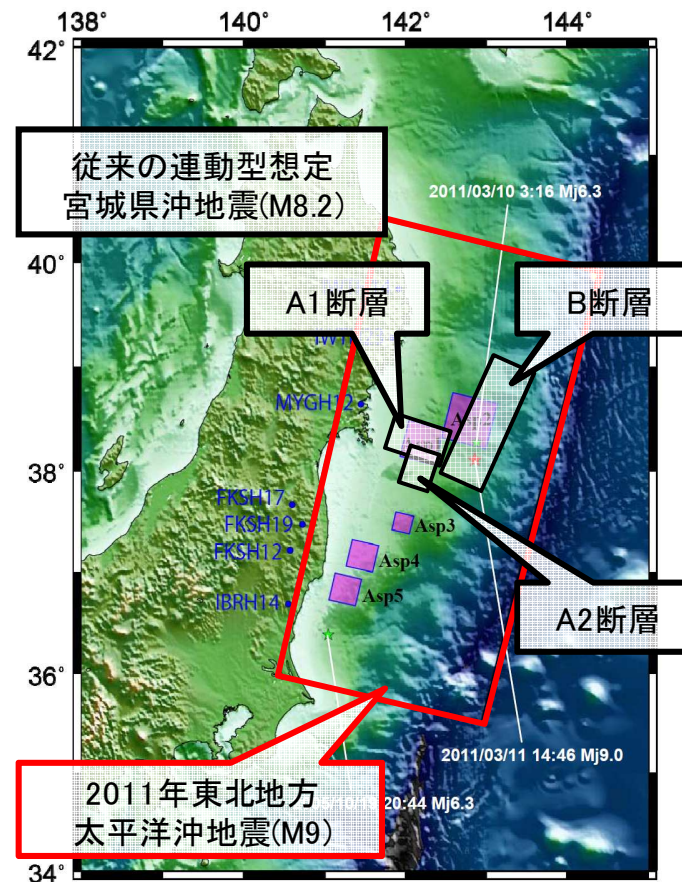 138˚
140˚
142˚
144˚
42˚
従来の連動型想定
宮城県沖地震(M8.2)
2011/03/10 3:16 Mj6.3
40˚
A1断層
B断層
MYGH12
38˚
FKSH17
FKSH19
FKSH12
IBRH14
Asp3
Asp4
Asp5
A2断層
36˚
2011/03/11 14:46 Mj9.0
2011年東北地方
太平洋沖地震(M9)
20:44 Mj6.3
34˚